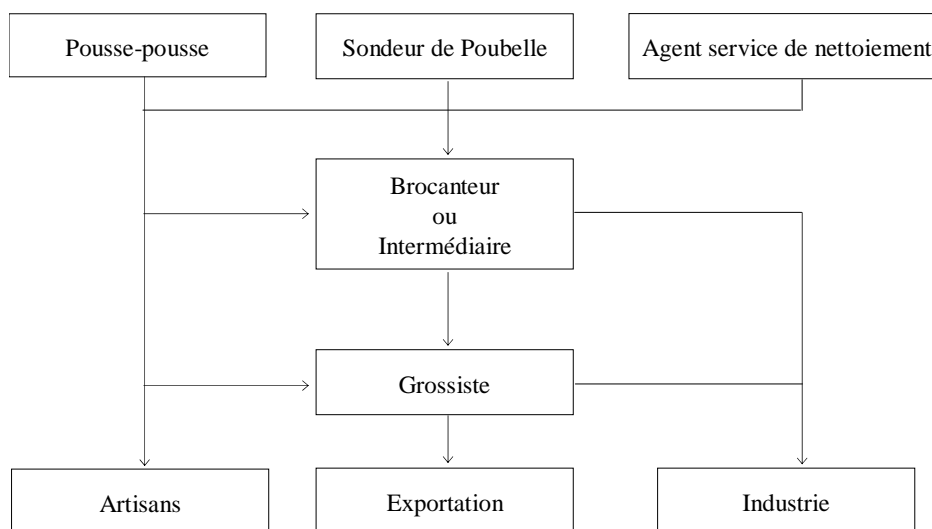 Pousse-pousse
Sondeur de Poubelle
Agent service de nettoiement
Brocanteur
ou
Intermédiaire
Grossiste
Artisans
Exportation
Industrie